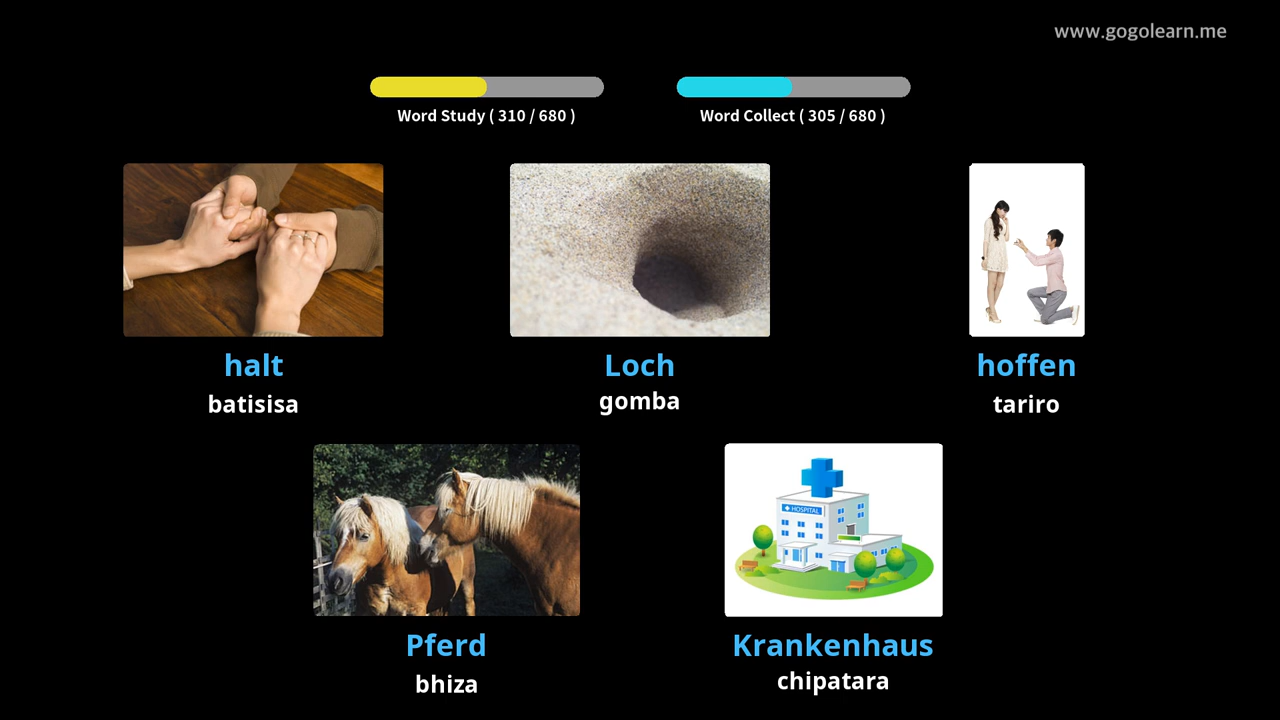 www.gogolearn.me
Word Study ( 310 / 680 )
Word Collect ( 305 / 680 )
halt
batisisa
Loch
gomba
hoffen
tariro
HOSPITAL
Pferd
bhiza
Krankenhaus
chipatara